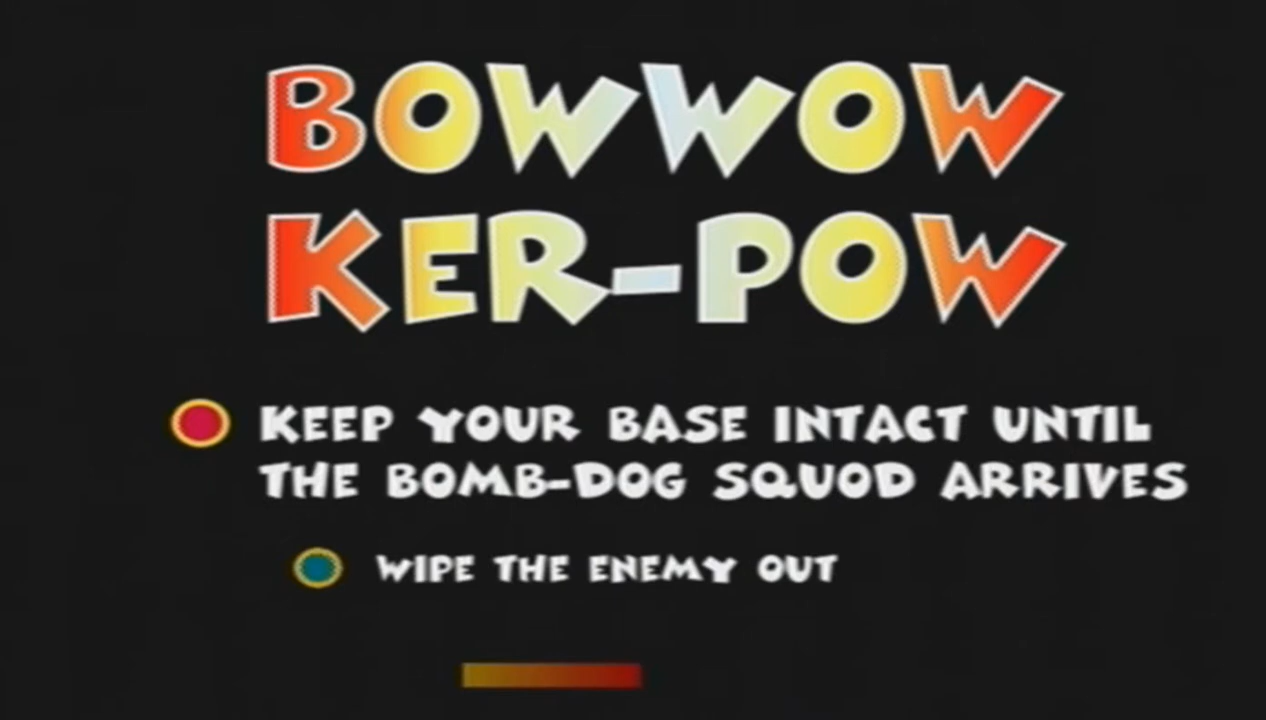 BOWWOW
KER-POW
KEEP YOUR BASE INTACT UNTIL
THE BOMB-DOG SQUOD ARRIVES
WIPE THE ENEMY OUT